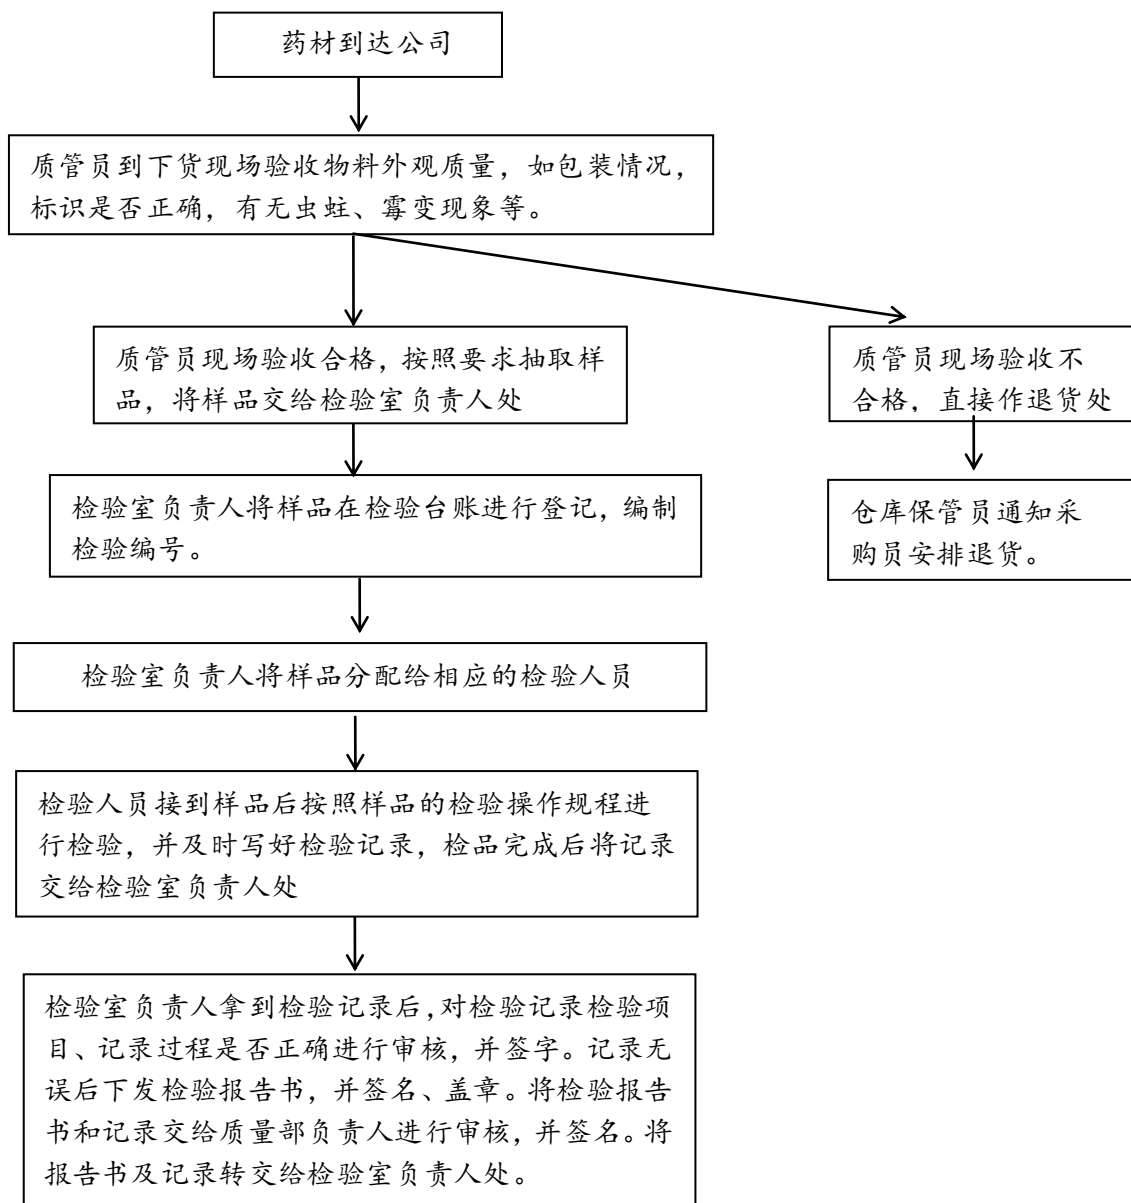 药材到达公司
质管员到下货现场验收物料外观质量，如包装情况，
标识是否正确，有无虫蛀、霉变现象等。
质管员现场验收合格，按照要求抽取样
品，将样品交给检验室负责人处
质管员现场验收不
合格，直接作退货处
检验室负责人将样品在检验台账进行登记，编制
检验编号。
仓库保管员通知采
购员安排退货。
检验室负责人将样品分配给相应的检验人员
检验人员接到样品后按照样品的检验操作规程进
行检验，并及时写好检验记录，检品完成后将记录
交给检验室负责人处
检验室负责人拿到检验记录后，对检验记录检验项
目、记录过程是否正确进行审核，并签字。记录无
误后下发检验报告书，并签名、盖章。将检验报告
书和记录交给质量部负责人进行审核，并签名。将
报告书及记录转交给检验室负责人处。